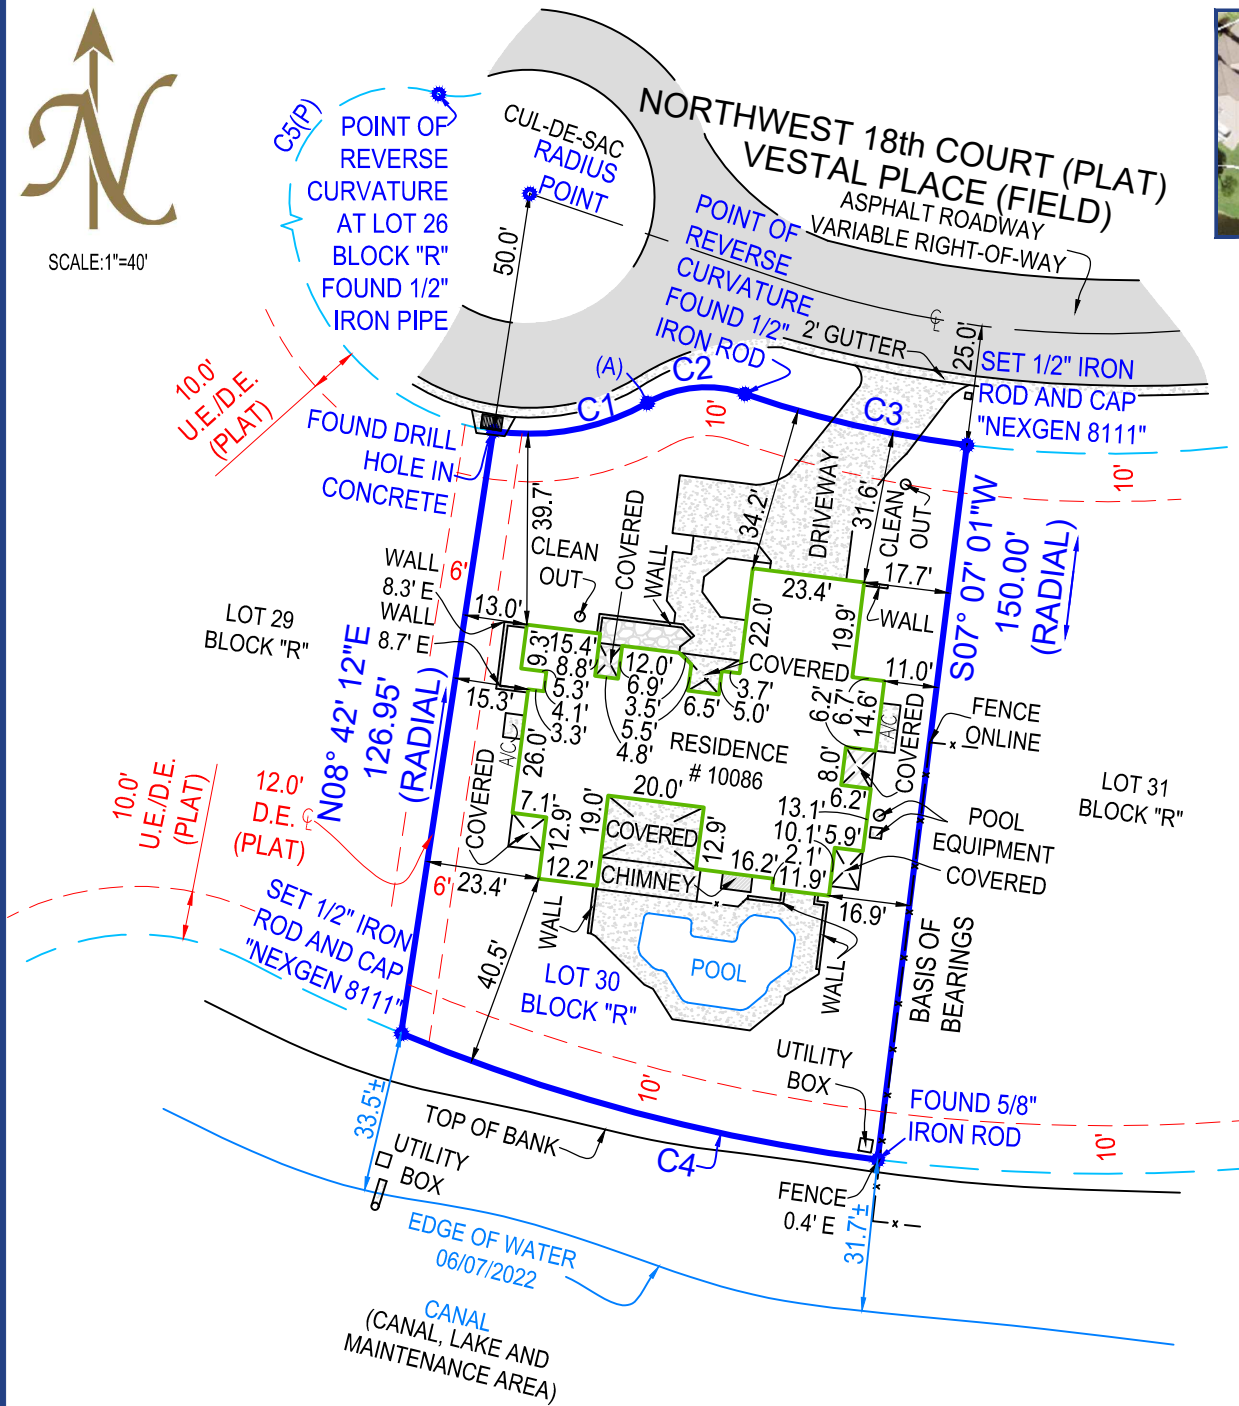 N
SCALE:1"=40'
C5(P)
POINT OF
REVERSE
CURVATURE
AT LOT 26
BLOCK "R"
FOUND 1/2"
IRON PIPE
CUL-DE-SAC
RADIUS
POINT
50.0'
NORTHWEST 18th COURT (PLAT)
VESTAL PLACE (FIELD)
ASPHALT ROADWAY
VARIABLE RIGHT-OF-WAY
POINT OF
REVERSE
CURVATURE
FOUND 1/2"
IRON ROD
2' GUTTER
25.0'
SET 1/2" IRON
ROD AND CAP
"NEXGEN 8111"
10.0'
U.E./D.E.
(PLAT)
(A)
C1
C2
C3
10'
10'
FOUND DRILL
HOLE IN
CONCRETE
39.7'
34.2'
31.6'
DRIVEWAY
CLEAN
OUT
CLEAN
OUT
COVERED
WALL
S07° 07' 01"W
150.00'
(RADIAL)
WALL
8.3' E
WALL
8.7' E
6'
13.0'
LOT 29
BLOCK "R"
N08° 42' 12"E
126.95'
(RADIAL)
23.4'
17.7'
WALL
22.0'
19.9'
9.3'
15.4'
8.8'
5.3'
4.1'
3.3'
12.0'
6.9'
3.5'
5.5'
4.8'
6.5'
COVERED
3.7'
5.0'
11.0'
6.2'
6.7'
14.6'
A/C
COVERED
FENCE
ONLINE
15.3'
A/C
26.0'
RESIDENCE
# 10086
8.0'
6.2'
LOT 31
BLOCK "R"
10.0'
U.E./D.E.
(PLAT)
12.0'
D.E. ℄
(PLAT)
COVERED
7.1'
12.9'
19.0'
20.0'
COVERED
12.9'
13.1'
10.1'
5.9'
2.1'
POOL
EQUIPMENT
COVERED
12.2'
CHIMNEY
16.2'
11.9'
16.9'
6'
23.4'
SET 1/2" IRON
ROD AND CAP
"NEXGEN 8111"
WALL
40.5'
LOT 30
BLOCK "R"
POOL
WALL
BASIS OF
BEARINGS
UTILITY
BOX
10'
FOUND 5/8"
IRON ROD
10'
33.5'±
TOP OF BANK
C4
UTILITY
BOX
FENCE
0.4' E
31.7'±
EDGE OF WATER
06/07/2022
CANAL
(CANAL, LAKE AND
MAINTENANCE AREA)
℄